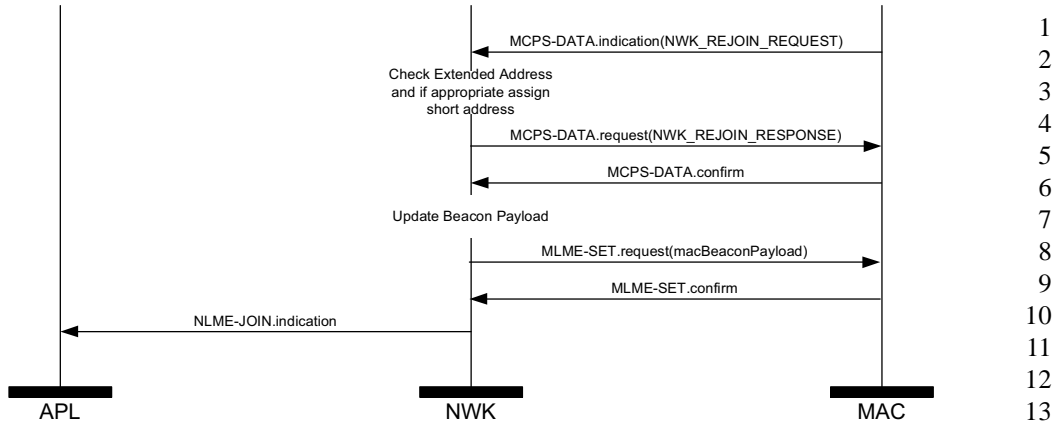 1
MCPS-DATA.indication(NWK_REJOIN_REQUEST)
2
Check Extended Address
and if appropriate assign
short address
3
4
MCPS-DATA.request(NWK_REJOIN_RESPONSE)
5
MCPS-DATA.confirm
6
Update Beacon Payload
7
MLME-SET.request(macBeaconPayload)
8
MLME-SET.confirm
9
NLME-JOIN.indication
10
11
12
APL NWK MAC
13